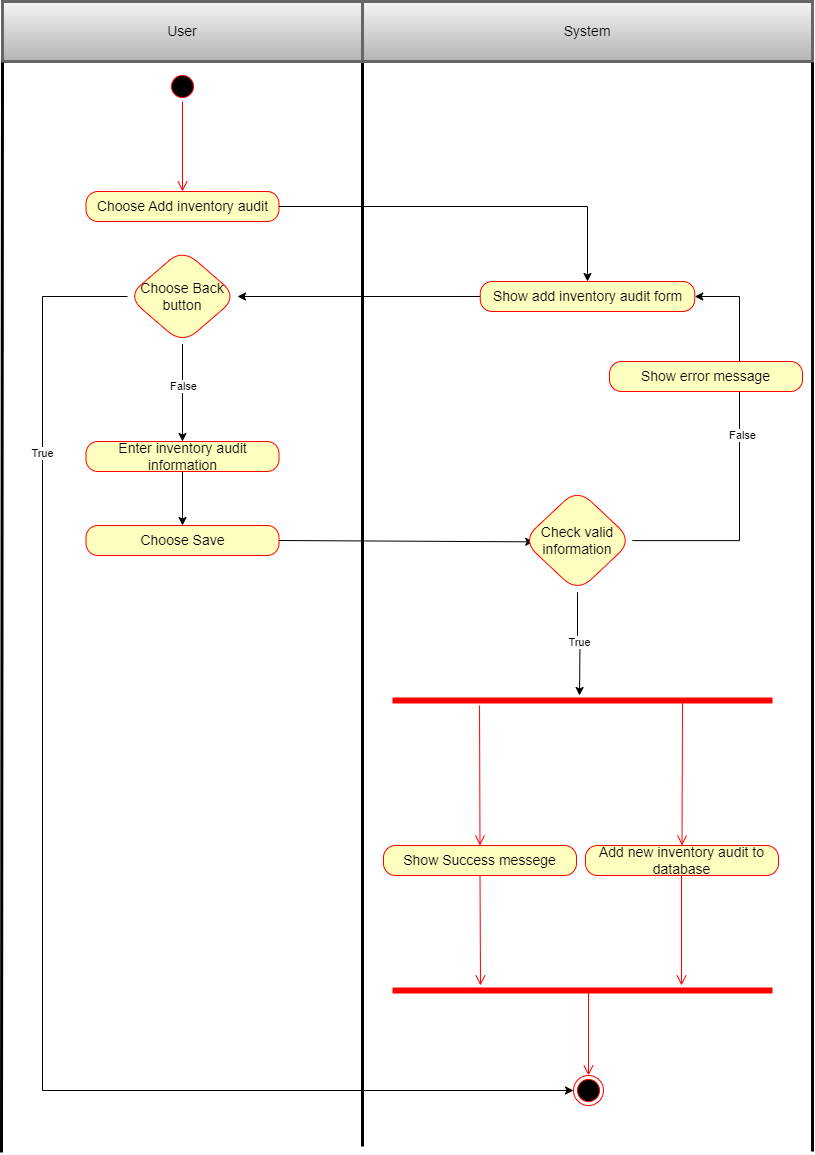 User
System
Choose Add inventory audit
Choose Back
button
Show add inventory audit form
Show error message
False
True
False
Enter inventory audit
information
Choose Save
Check valid
information
True
Show Success messege
Add new inventory audit to
database